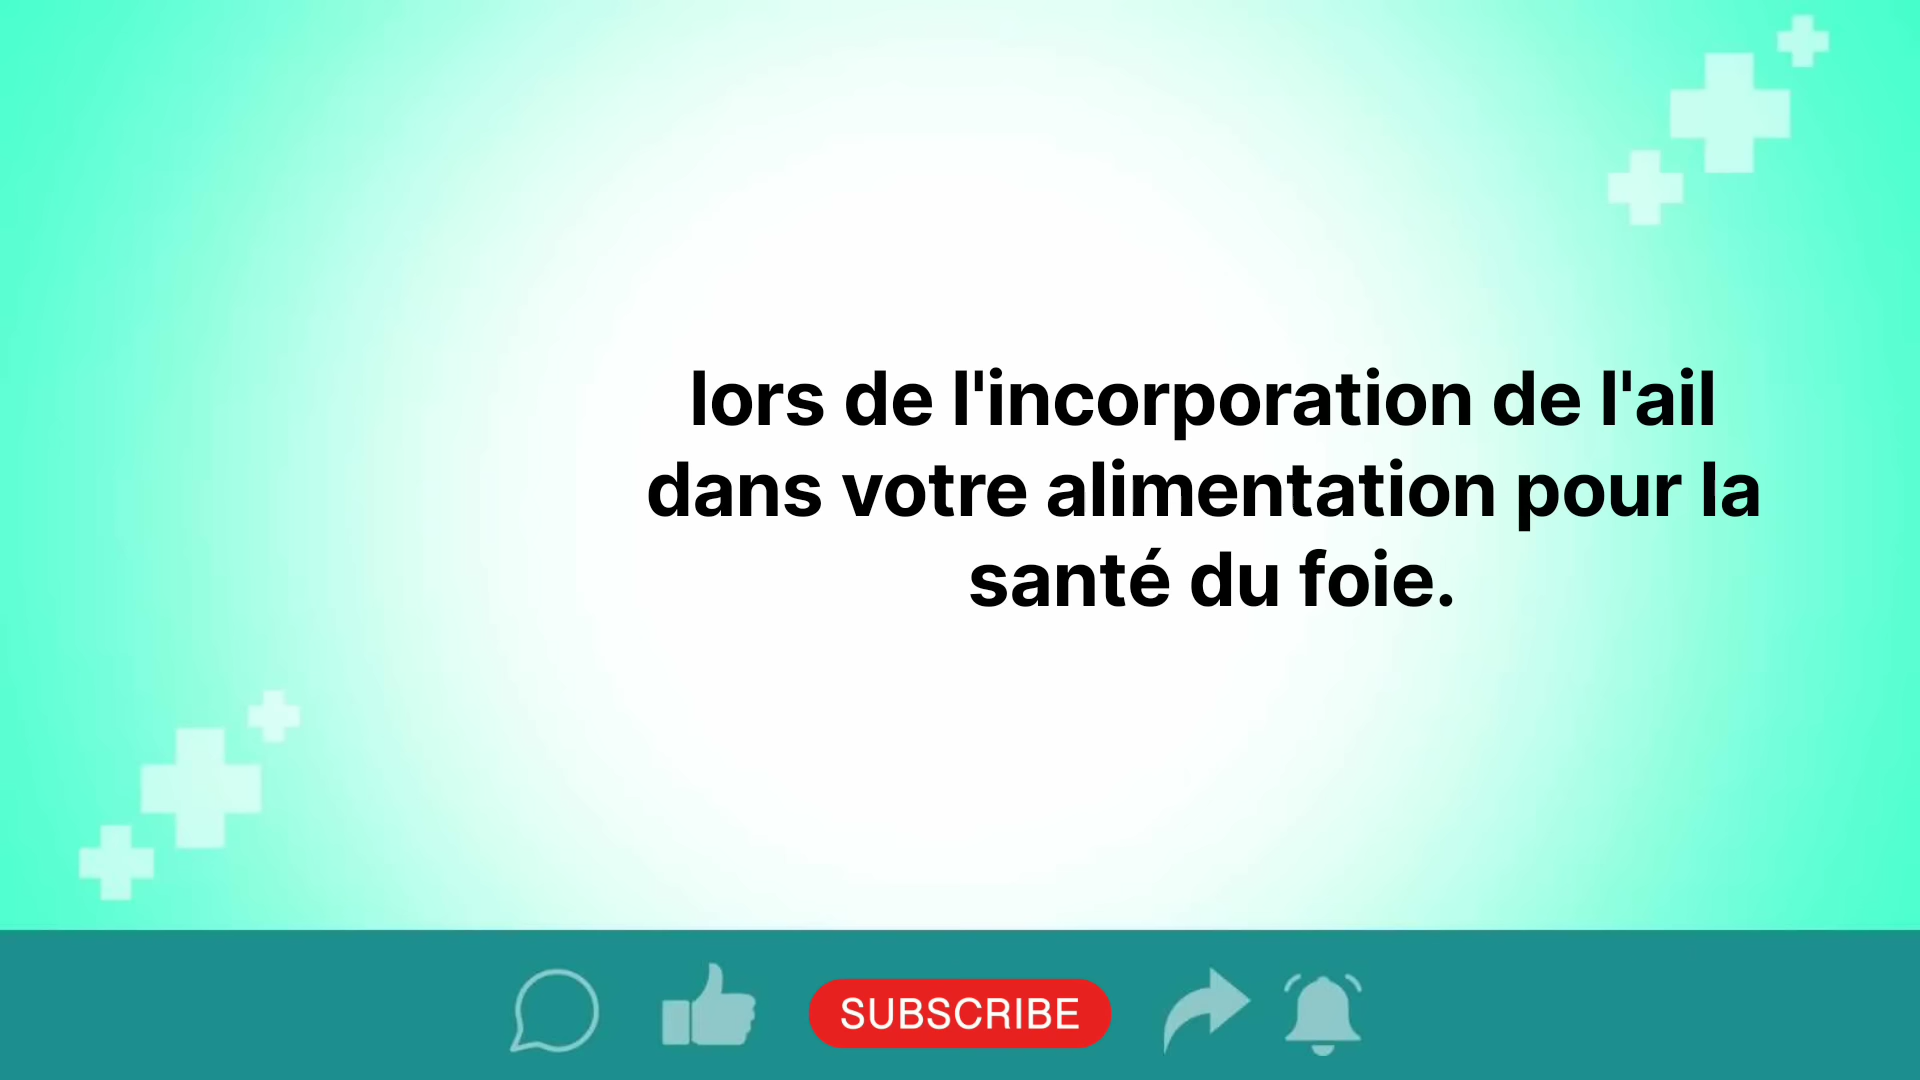 lors de l'incorporation de l'ail
dans votre alimentation pour la
santé du foie.
SUBSCRIBE